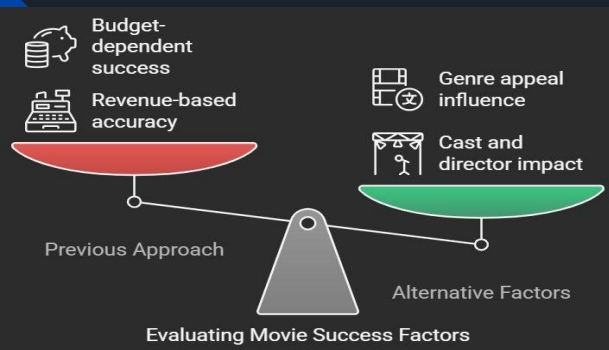 Budget-
dependent
success
Revenue-based
accuracy
Genre appeal
influence
文
Cast and
director impact
Previous Approach
Alternative Factors
Evaluating Movie Success Factors